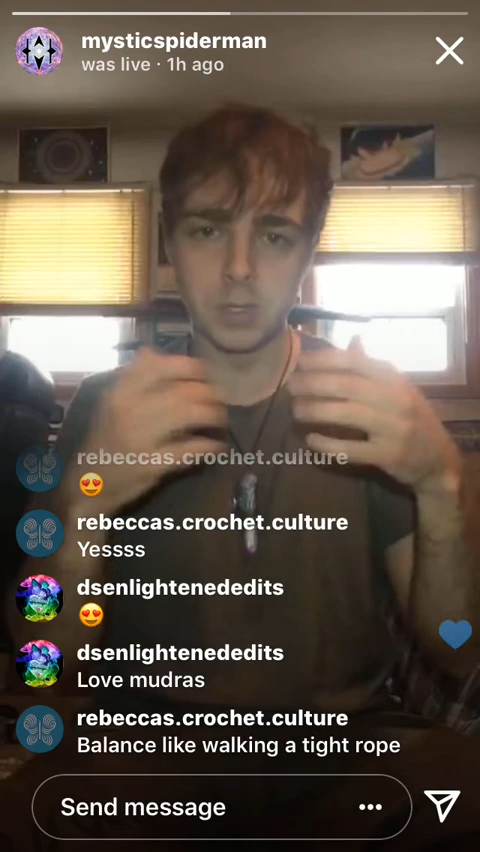 mysticspiderman
was live · 1h ago
rebeccas.crochet.culture
😍
rebeccas.crochet.culture
Yessss
dsenlightenededits
😍
dsenlightenededits
Love mudras
rebeccas.crochet.culture
Balance like walking a tight rope
Send message